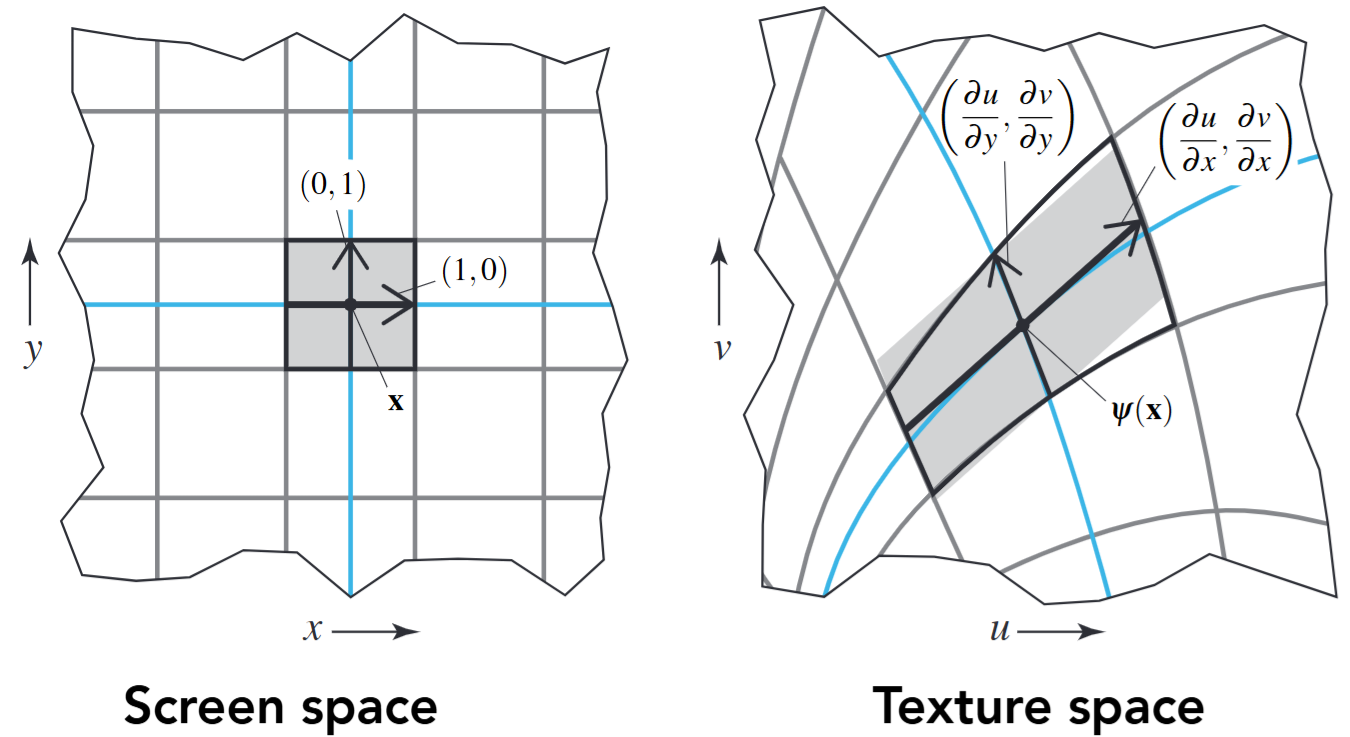 (0, 1)
(1, 0)
x
y
x
Screen space
(∂u/∂y, ∂v/∂y)
(∂u/∂x, ∂v/∂x)
ψ(x)
v
u
Texture space